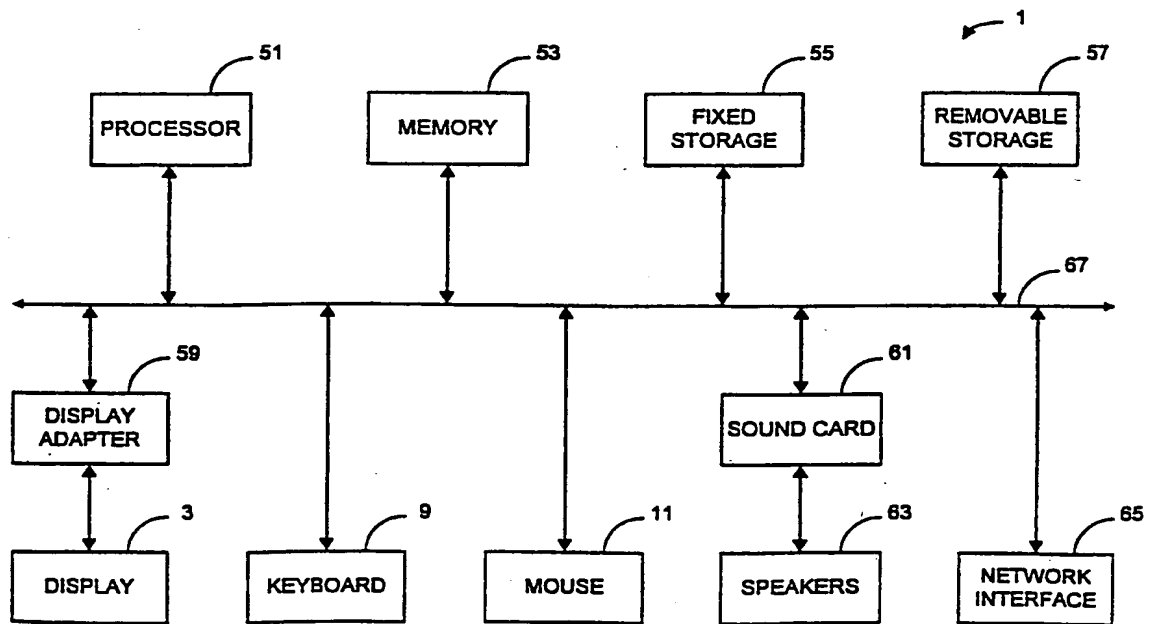 1
51
53
55
57
PROCESSOR
MEMORY
FIXED
STORAGE
REMOVABLE
STORAGE
67
59
61
DISPLAY
ADAPTER
SOUND CARD
3
9
11
63
65
DISPLAY
KEYBOARD
MOUSE
SPEAKERS
NETWORK
INTERFACE